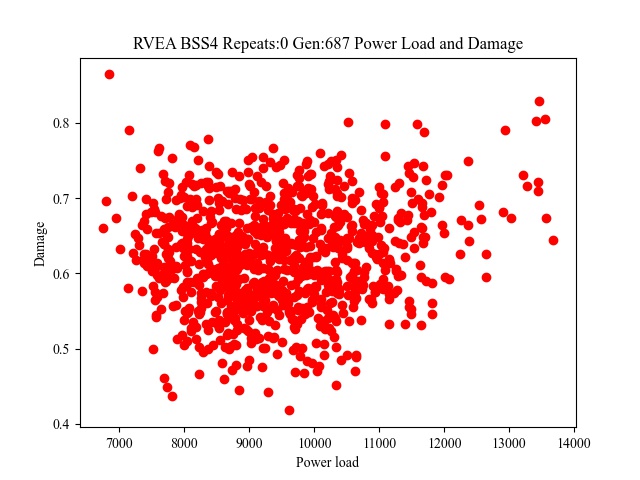 RVEA BSS4 Repeats:0 Gen:687 Power Load and Damage
0.8
0.7
0.6
0.5
0.4
Damage
7000 8000 9000 10000 11000 12000 13000 14000
Power load